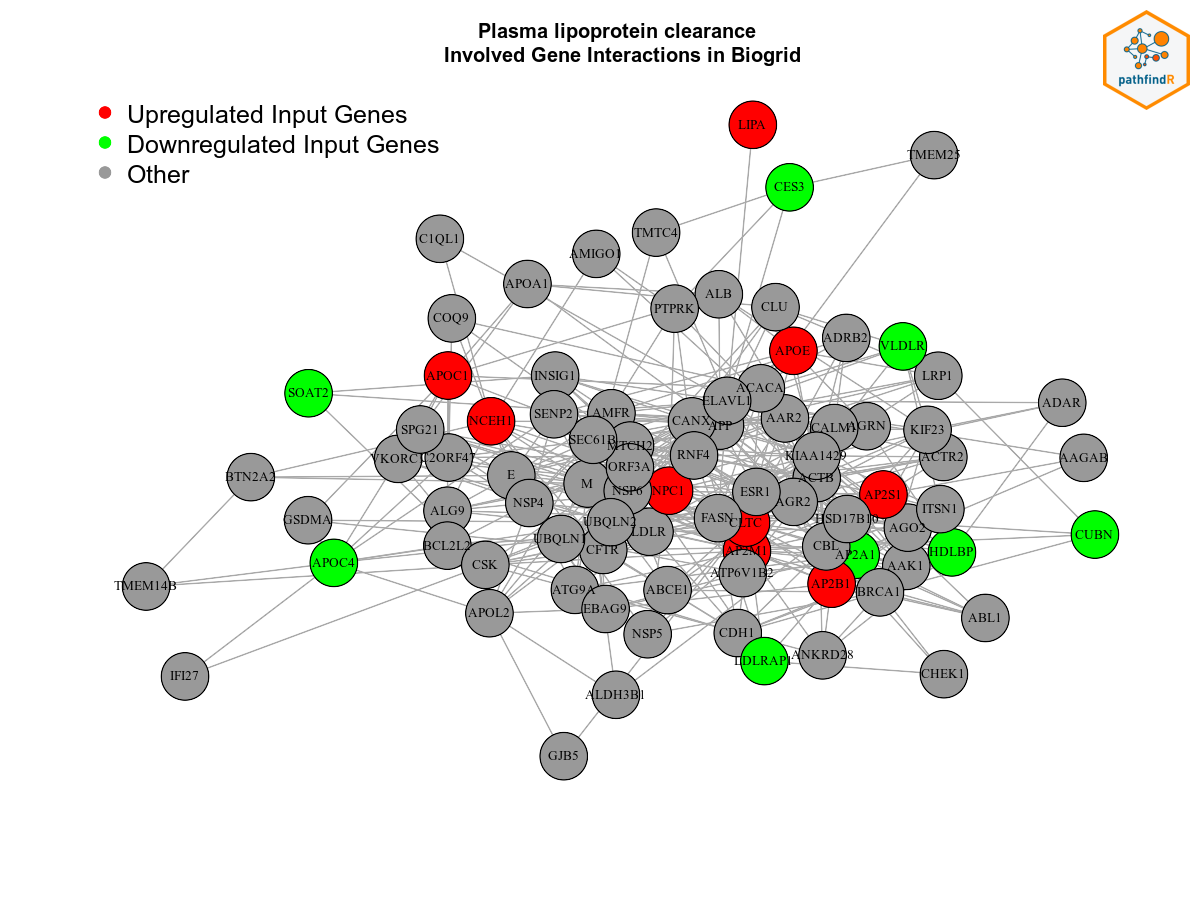 Plasma lipoprotein clearance
Involved Gene Interactions in Biogrid
pathfindR
Upregulated Input Genes
Downregulated Input Genes
Other
LIPA
TMEM25
CES3
TMTC4
C1QL1
AMIGO1
APOA1
ALB
PTPRK
CLU
COQ9
ADRB2
VLDLR
APOE
APOC1
INSIG1
LRP1
SOAT2
ACACA
ELAVL1
ADAR
SENP2
AMFR
NCEH1
CANX
APP
AAR2
CALM1
AGRN
SPG21
KIF23
SEC61B
MTCH2
RNF4
KIAA1429
VKORC1
C2ORF47
ACTR2
AAGAB
ORF3A
BTN2A2
E
ACTB
M
NSP6
NPC1
ESR1
AP2S1
NSP4
AGR2
ITSN1
ALG9
GSDMA
UBQLN2
FASN
CLTC
HSD17B10
AGO2
LDLR
CUBN
UBQLN1
BCL2L2
CFTR
AP2M1
CBL
AP2A1
HDLBP
APOC4
CSK
ATP6V1B2
AAK1
TMEM14B
ATG9A
ABCE1
AP2B1
BRCA1
APOL2
EBAG9
ABL1
NSP5
CDH1
LDLRAP1
ANKRD28
IFI27
CHEK1
ALDH3B1
GJB5